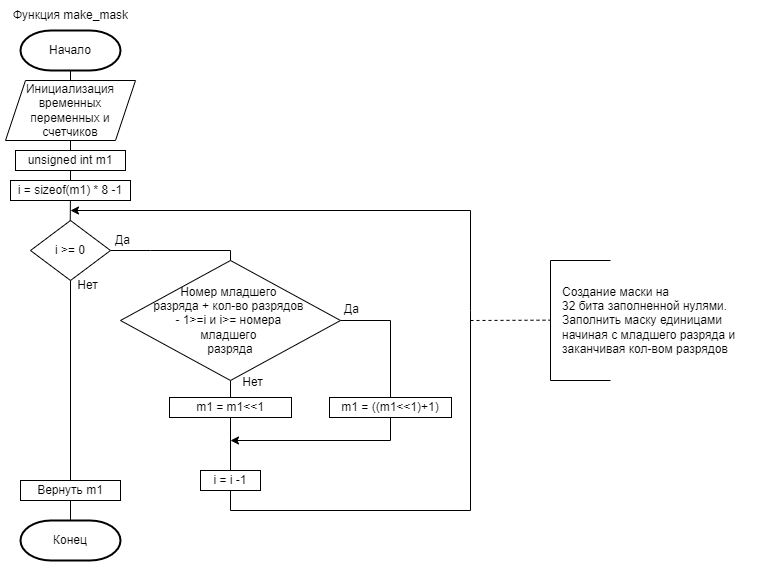 Функция make_mask
Начало
Инициализация
временных
переменных и
счетчиков
unsigned int m1
i = sizeof(m1) * 8 -1
i >= 0
Да
Нет
Номер младшего
разряда + кол-во разрядов
- 1>=i и i>= номера
младшего
разряда
Да
Нет
m1 = m1<<1
m1 = ((m1<<1)+1)
i = i -1
Создание маски на
32 бита заполненной нулями.
Заполнить маску единицами
начиная с младшего разряда и
заканчивая кол-вом разрядов
Вернуть m1
Конец